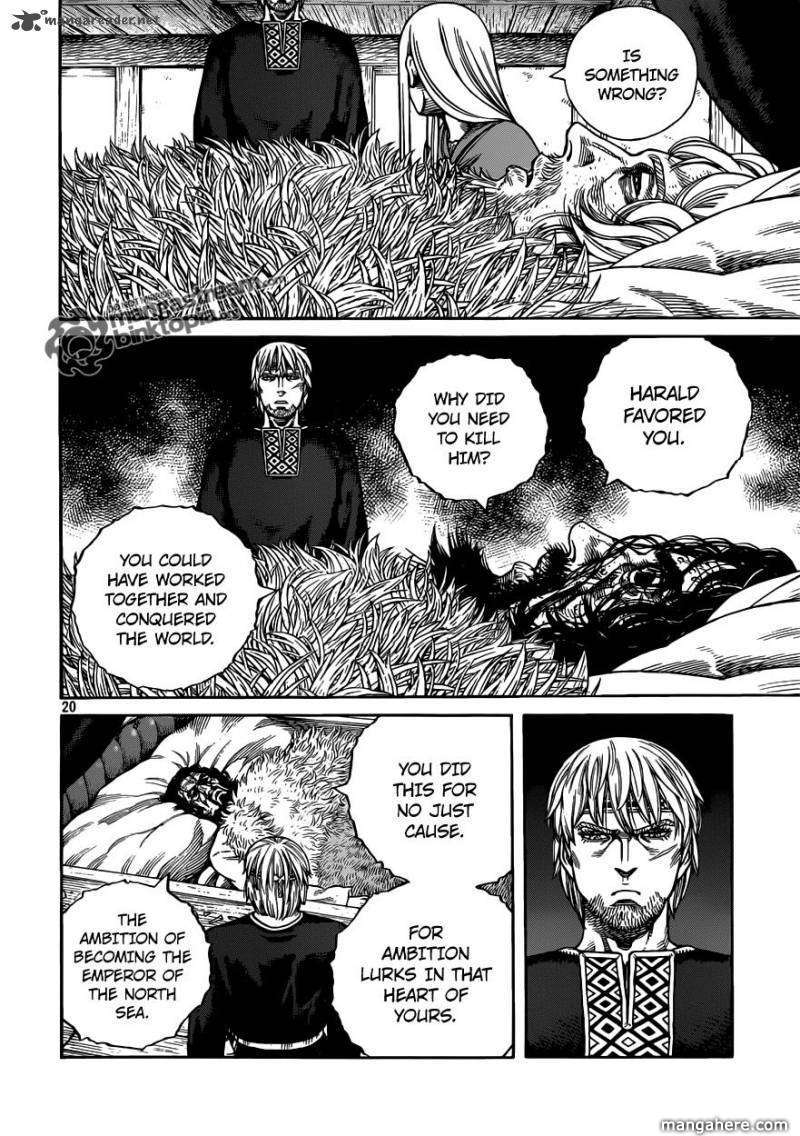 mangareader.net
IS
SOMETHING
WRONG?
mangastream
binktopia
HARALD
FAVORED
YOU.
WHY DID
YOU NEED
TO KILL
HIM?
YOU COULD
HAVE WORKED
TOGETHER AND
CONQUERED
THE WORLD.
20
YOU DID
THIS FOR
NO JUST
CAUSE.
FOR
AMBITION
LURKS IN THAT
HEART OF
YOURS.
THE
AMBITION OF
BECOMING THE
EMPEROR OF
THE NORTH
SEA.
mangahere.com